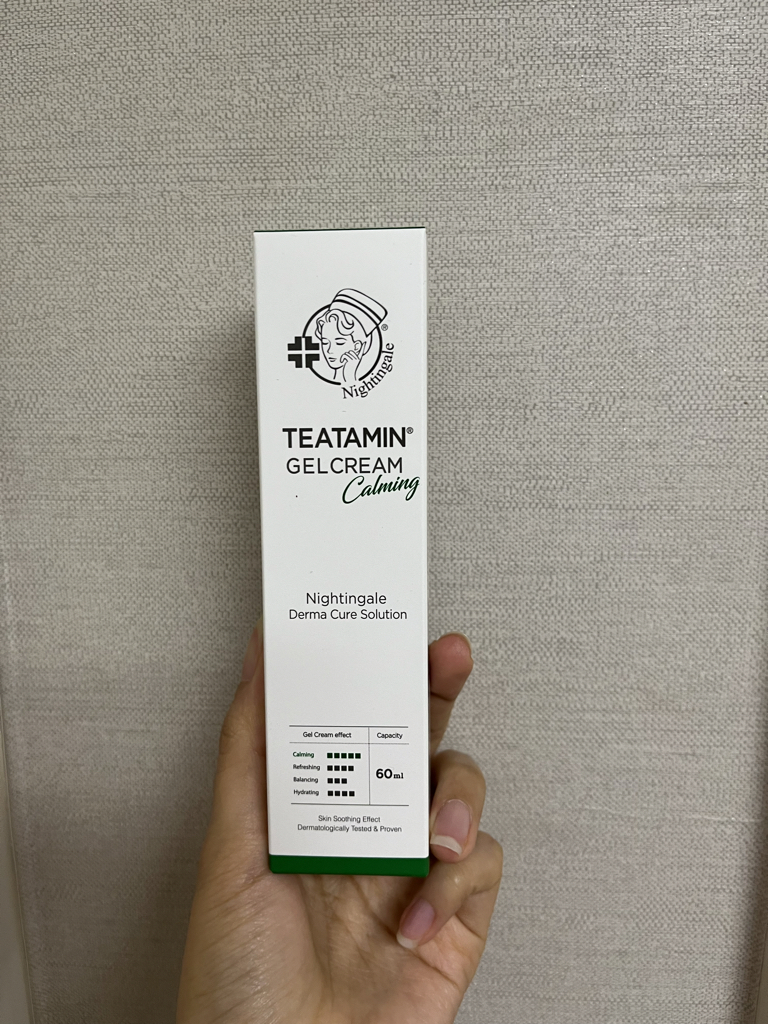 Nightingale®
TEATAMIN®
GELCREAM
Calming
Nightingale
Derma Cure Solution
Gel Cream effect Capacity
Calming
Refreshing
Balancing
Hydrating
60ml
Skin Soothing Effect
Dermatologically Tested & Proven